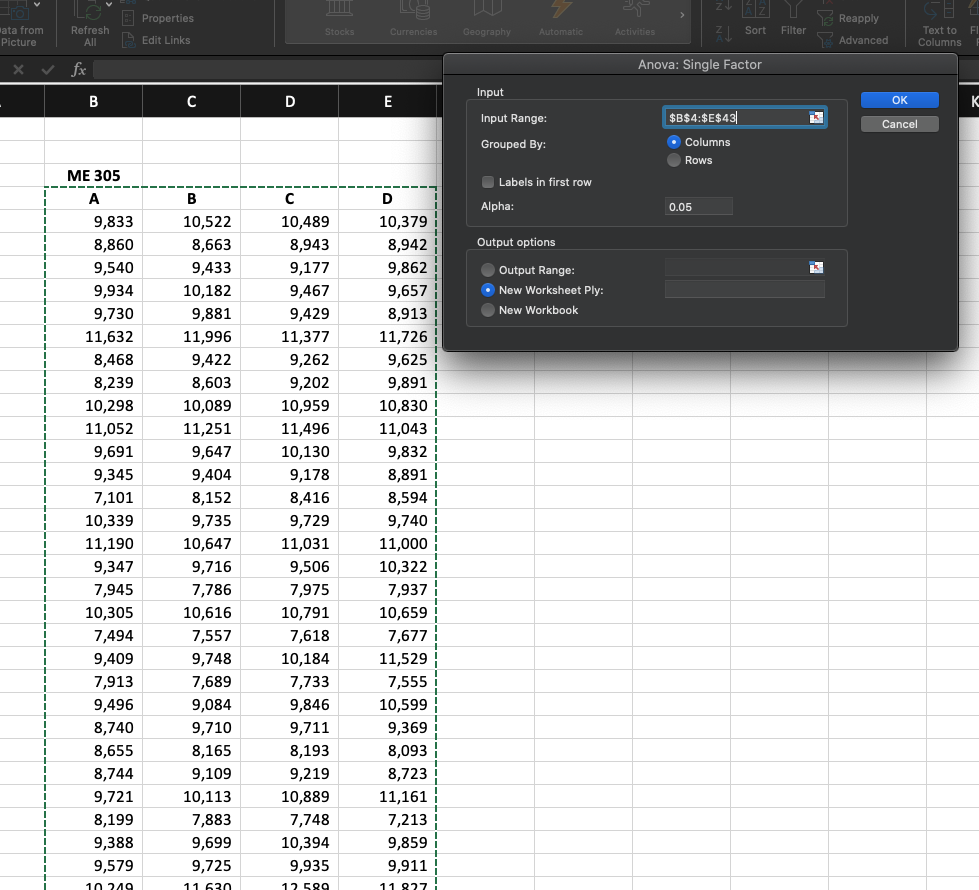 ata from
Picture
Refresh
All
Properties
Edit Links
Stocks
Currencies
Geography
Automatic
Activities
Sort
Filter
Reapply
Advanced
Text to
Columns
fx
Anova: Single Factor
Input
Input Range:
$B$4:$E$43
Grouped By:
Columns
Rows
Labels in first row
Alpha:
0.05
Output options
Output Range:
New Worksheet Ply:
New Workbook
OK
Cancel
B C D E K
ME 305
A B C D
9,833 10,522 10,489 10,379
8,860 8,663 8,943 8,942
9,540 9,433 9,177 9,862
9,934 10,182 9,467 9,657
9,730 9,881 9,429 8,913
11,632 11,996 11,377 11,726
8,468 9,422 9,262 9,625
8,239 8,603 9,202 9,891
10,298 10,089 10,959 10,830
11,052 11,251 11,496 11,043
9,691 9,647 10,130 9,832
9,345 9,404 9,178 8,891
7,101 8,152 8,416 8,594
10,339 9,735 9,729 9,740
11,190 10,647 11,031 11,000
9,347 9,716 9,506 10,322
7,945 7,786 7,975 7,937
10,305 10,616 10,791 10,659
7,494 7,557 7,618 7,677
9,409 9,748 10,184 11,529
7,913 7,689 7,733 7,555
9,496 9,084 9,846 10,599
8,740 9,710 9,711 9,369
8,655 8,165 8,193 8,093
8,744 9,109 9,219 8,723
9,721 10,113 10,889 11,161
8,199 7,883 7,748 7,213
9,388 9,699 10,394 9,859
9,579 9,725 9,935 9,911
10,249 11,630 12,589 11,827